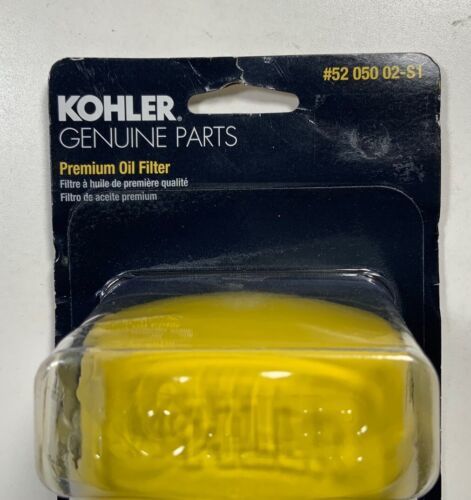 #52 050 02-S1
KOHLER®
GENUINE PARTS
Premium Oil Filter
Filtre à huile de première qualité
Filtro de aceite premium